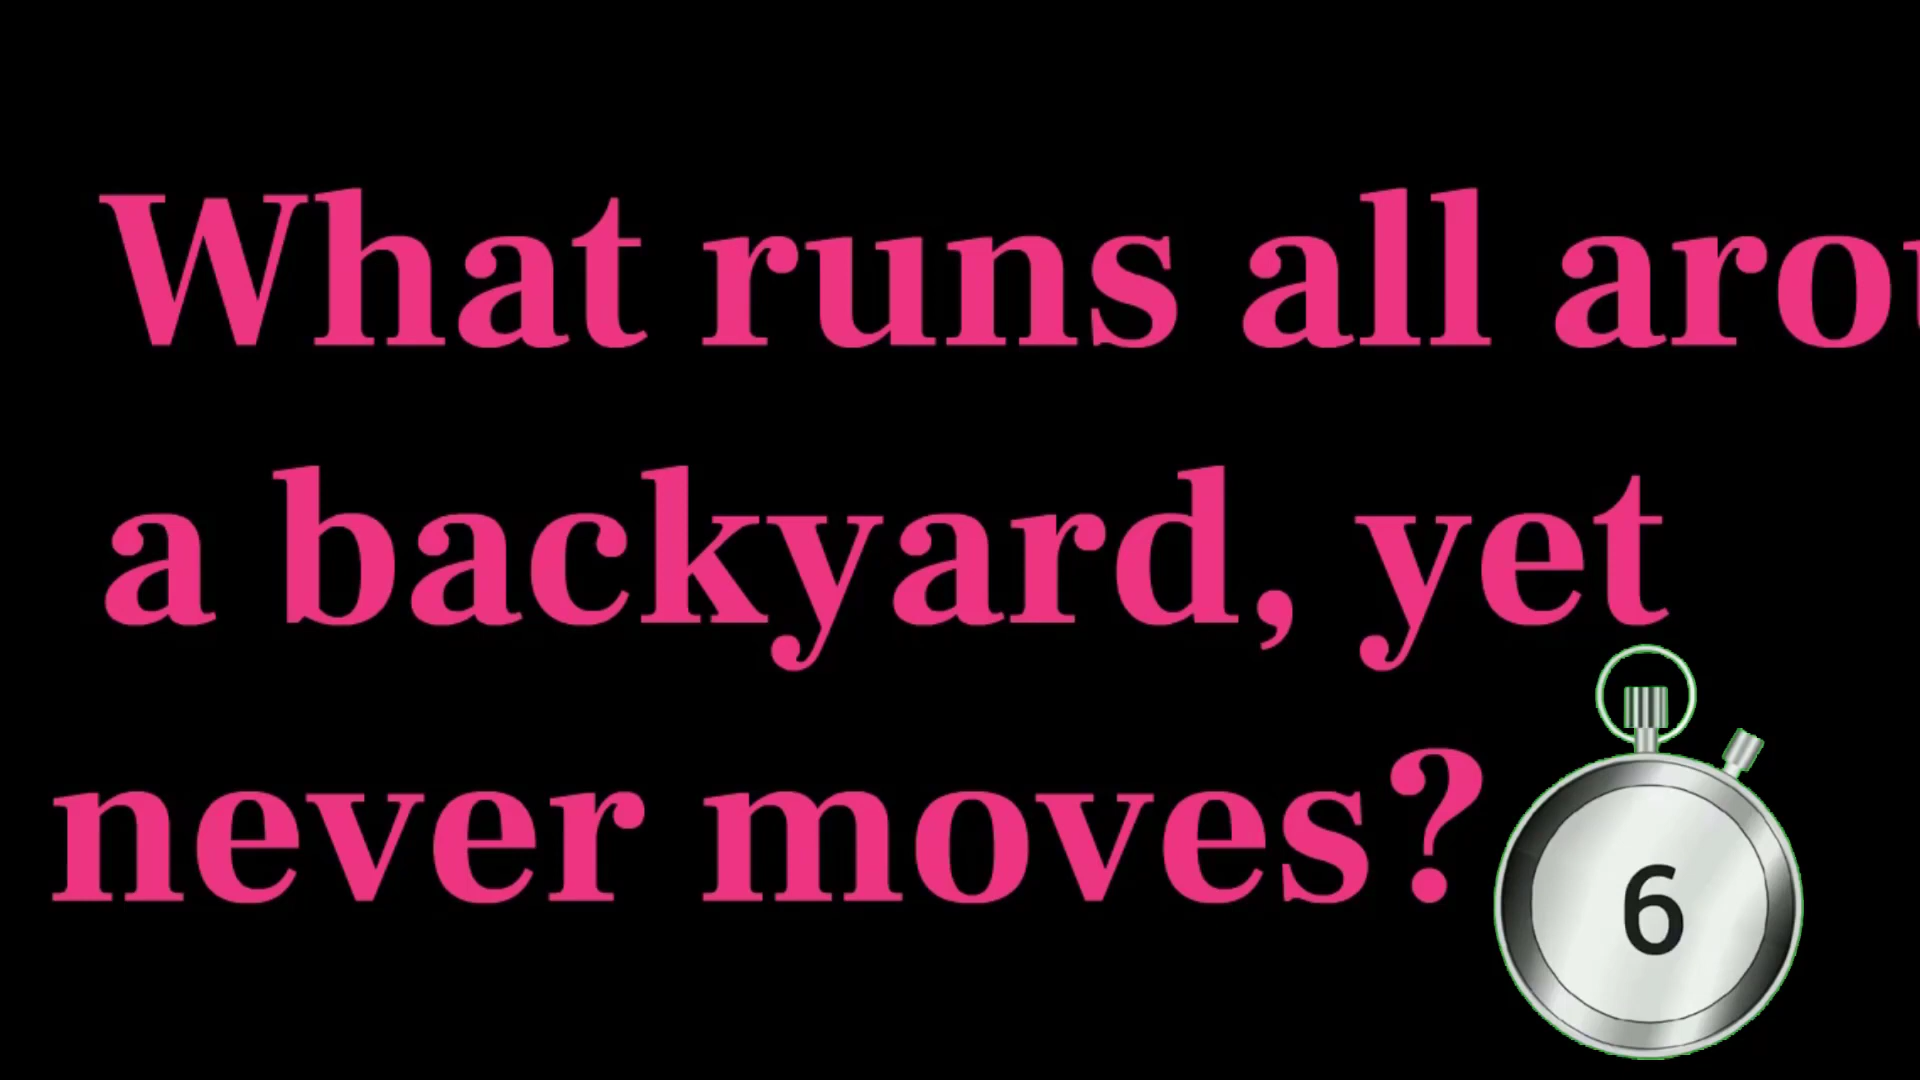 What runs all arou
a backyard, yet
never moves?
6